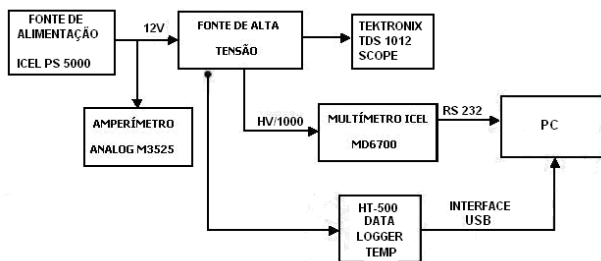 FONTE DE
ALIMENTAÇÃO
ICEL PS 5000
12V
FONTE DE ALTA
TENSÃO
TEKTRONIX
TDS 1012
SCOPE
AMPERÍMETRO
ANALOG M3525
HV/1000
MULTÍMETRO ICEL
MD6700
RS 232
PC
HT-500
DATA
LOGGER
TEMP
INTERFACE
USB